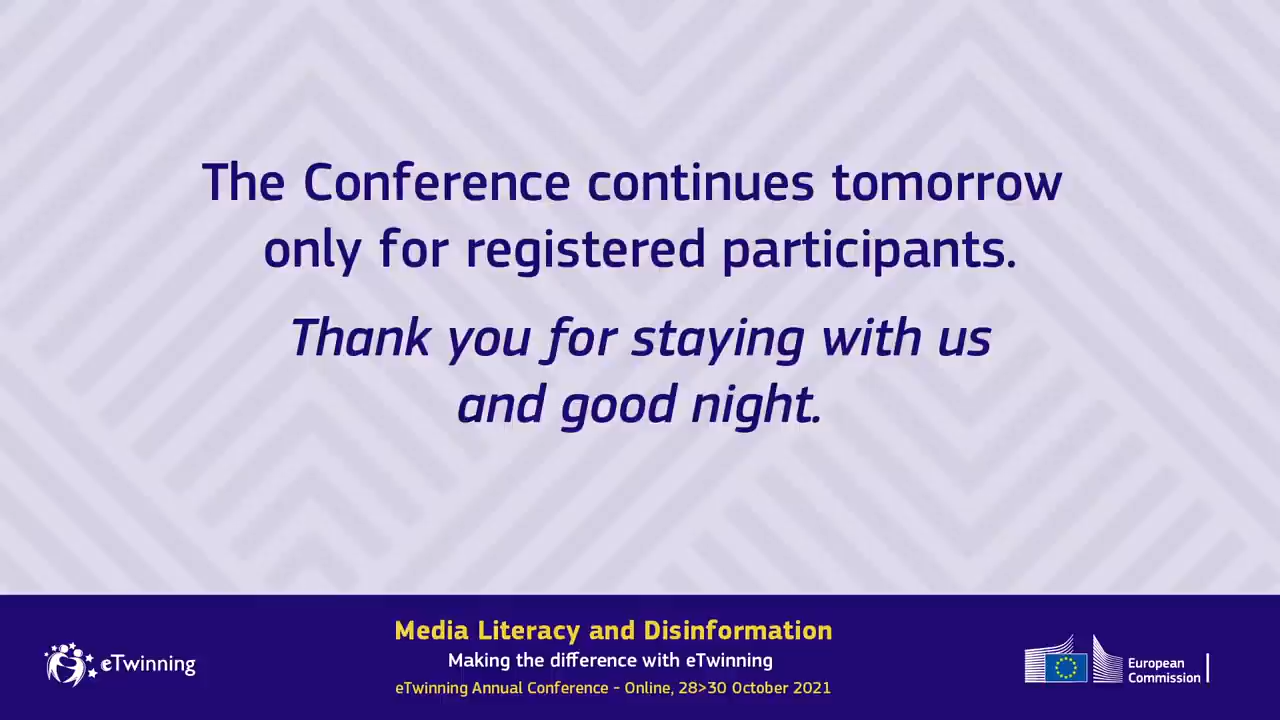 The Conference continues tomorrow
only for registered participants.
Thank you for staying with us
and good night.
eTwinning
Media Literacy and Disinformation
Making the difference with eTwinning
eTwinning Annual Conference - Online, 28>30 October 2021
European
Commission